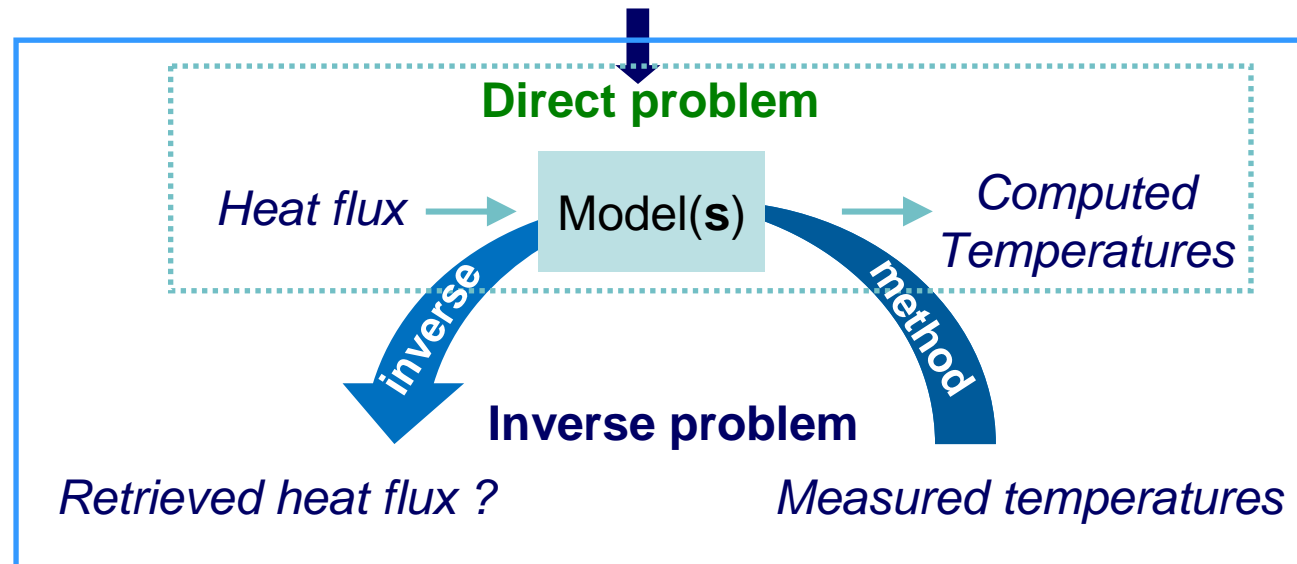 Direct problem
Heat flux
Model(s)
Computed
Temperatures
inverse
method
Inverse problem
Retrieved heat flux ?
Measured temperatures